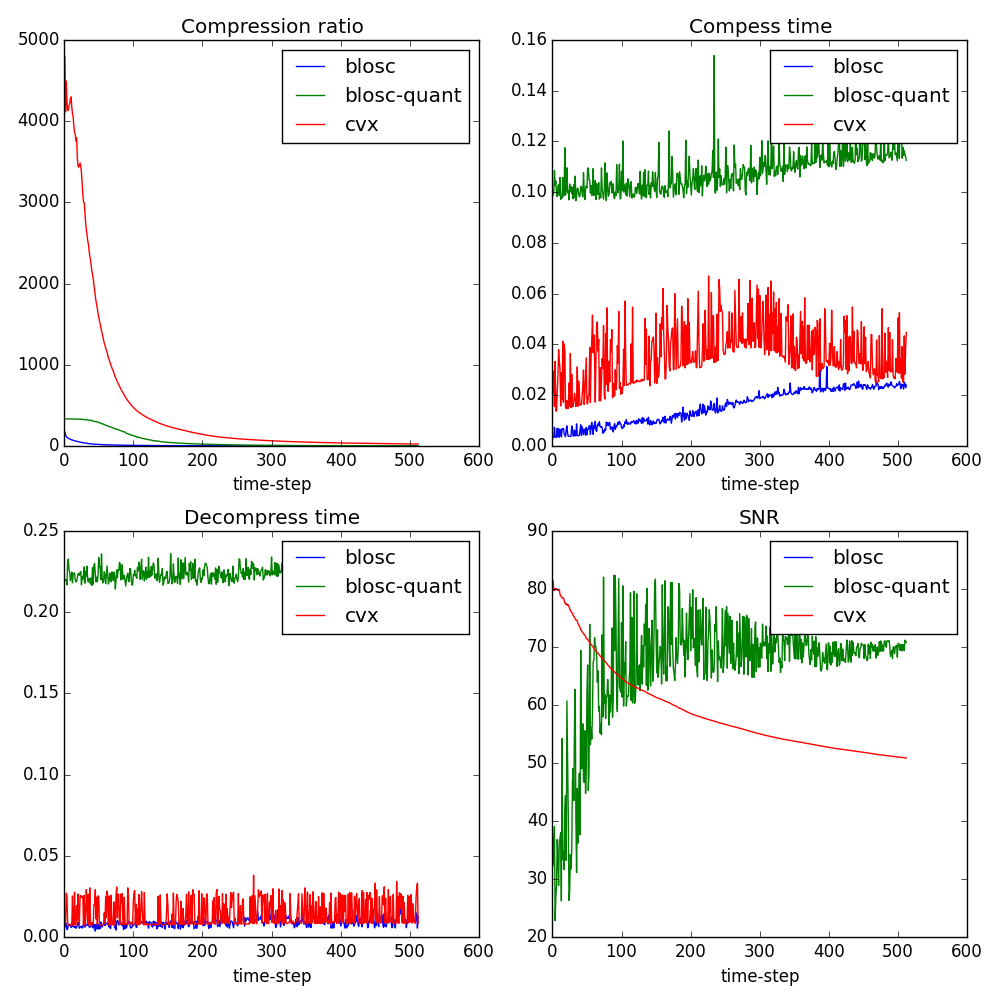 Compression ratio
5000
4000
3000
2000
1000
0
0 100 200 300 400 500 600
time-step
blosc
blosc-quant
cvx
Compess time
0.16
0.14
0.12
0.10
0.08
0.06
0.04
0.02
0.00
0 100 200 300 400 500 600
time-step
blosc
blosc-quant
cvx
Decompress time
0.25
0.20
0.15
0.10
0.05
0.00
0 100 200 300 400 500 600
time-step
blosc
blosc-quant
cvx
SNR
90
80
70
60
50
40
30
20
0 100 200 300 400 500 600
time-step
blosc
blosc-quant
cvx